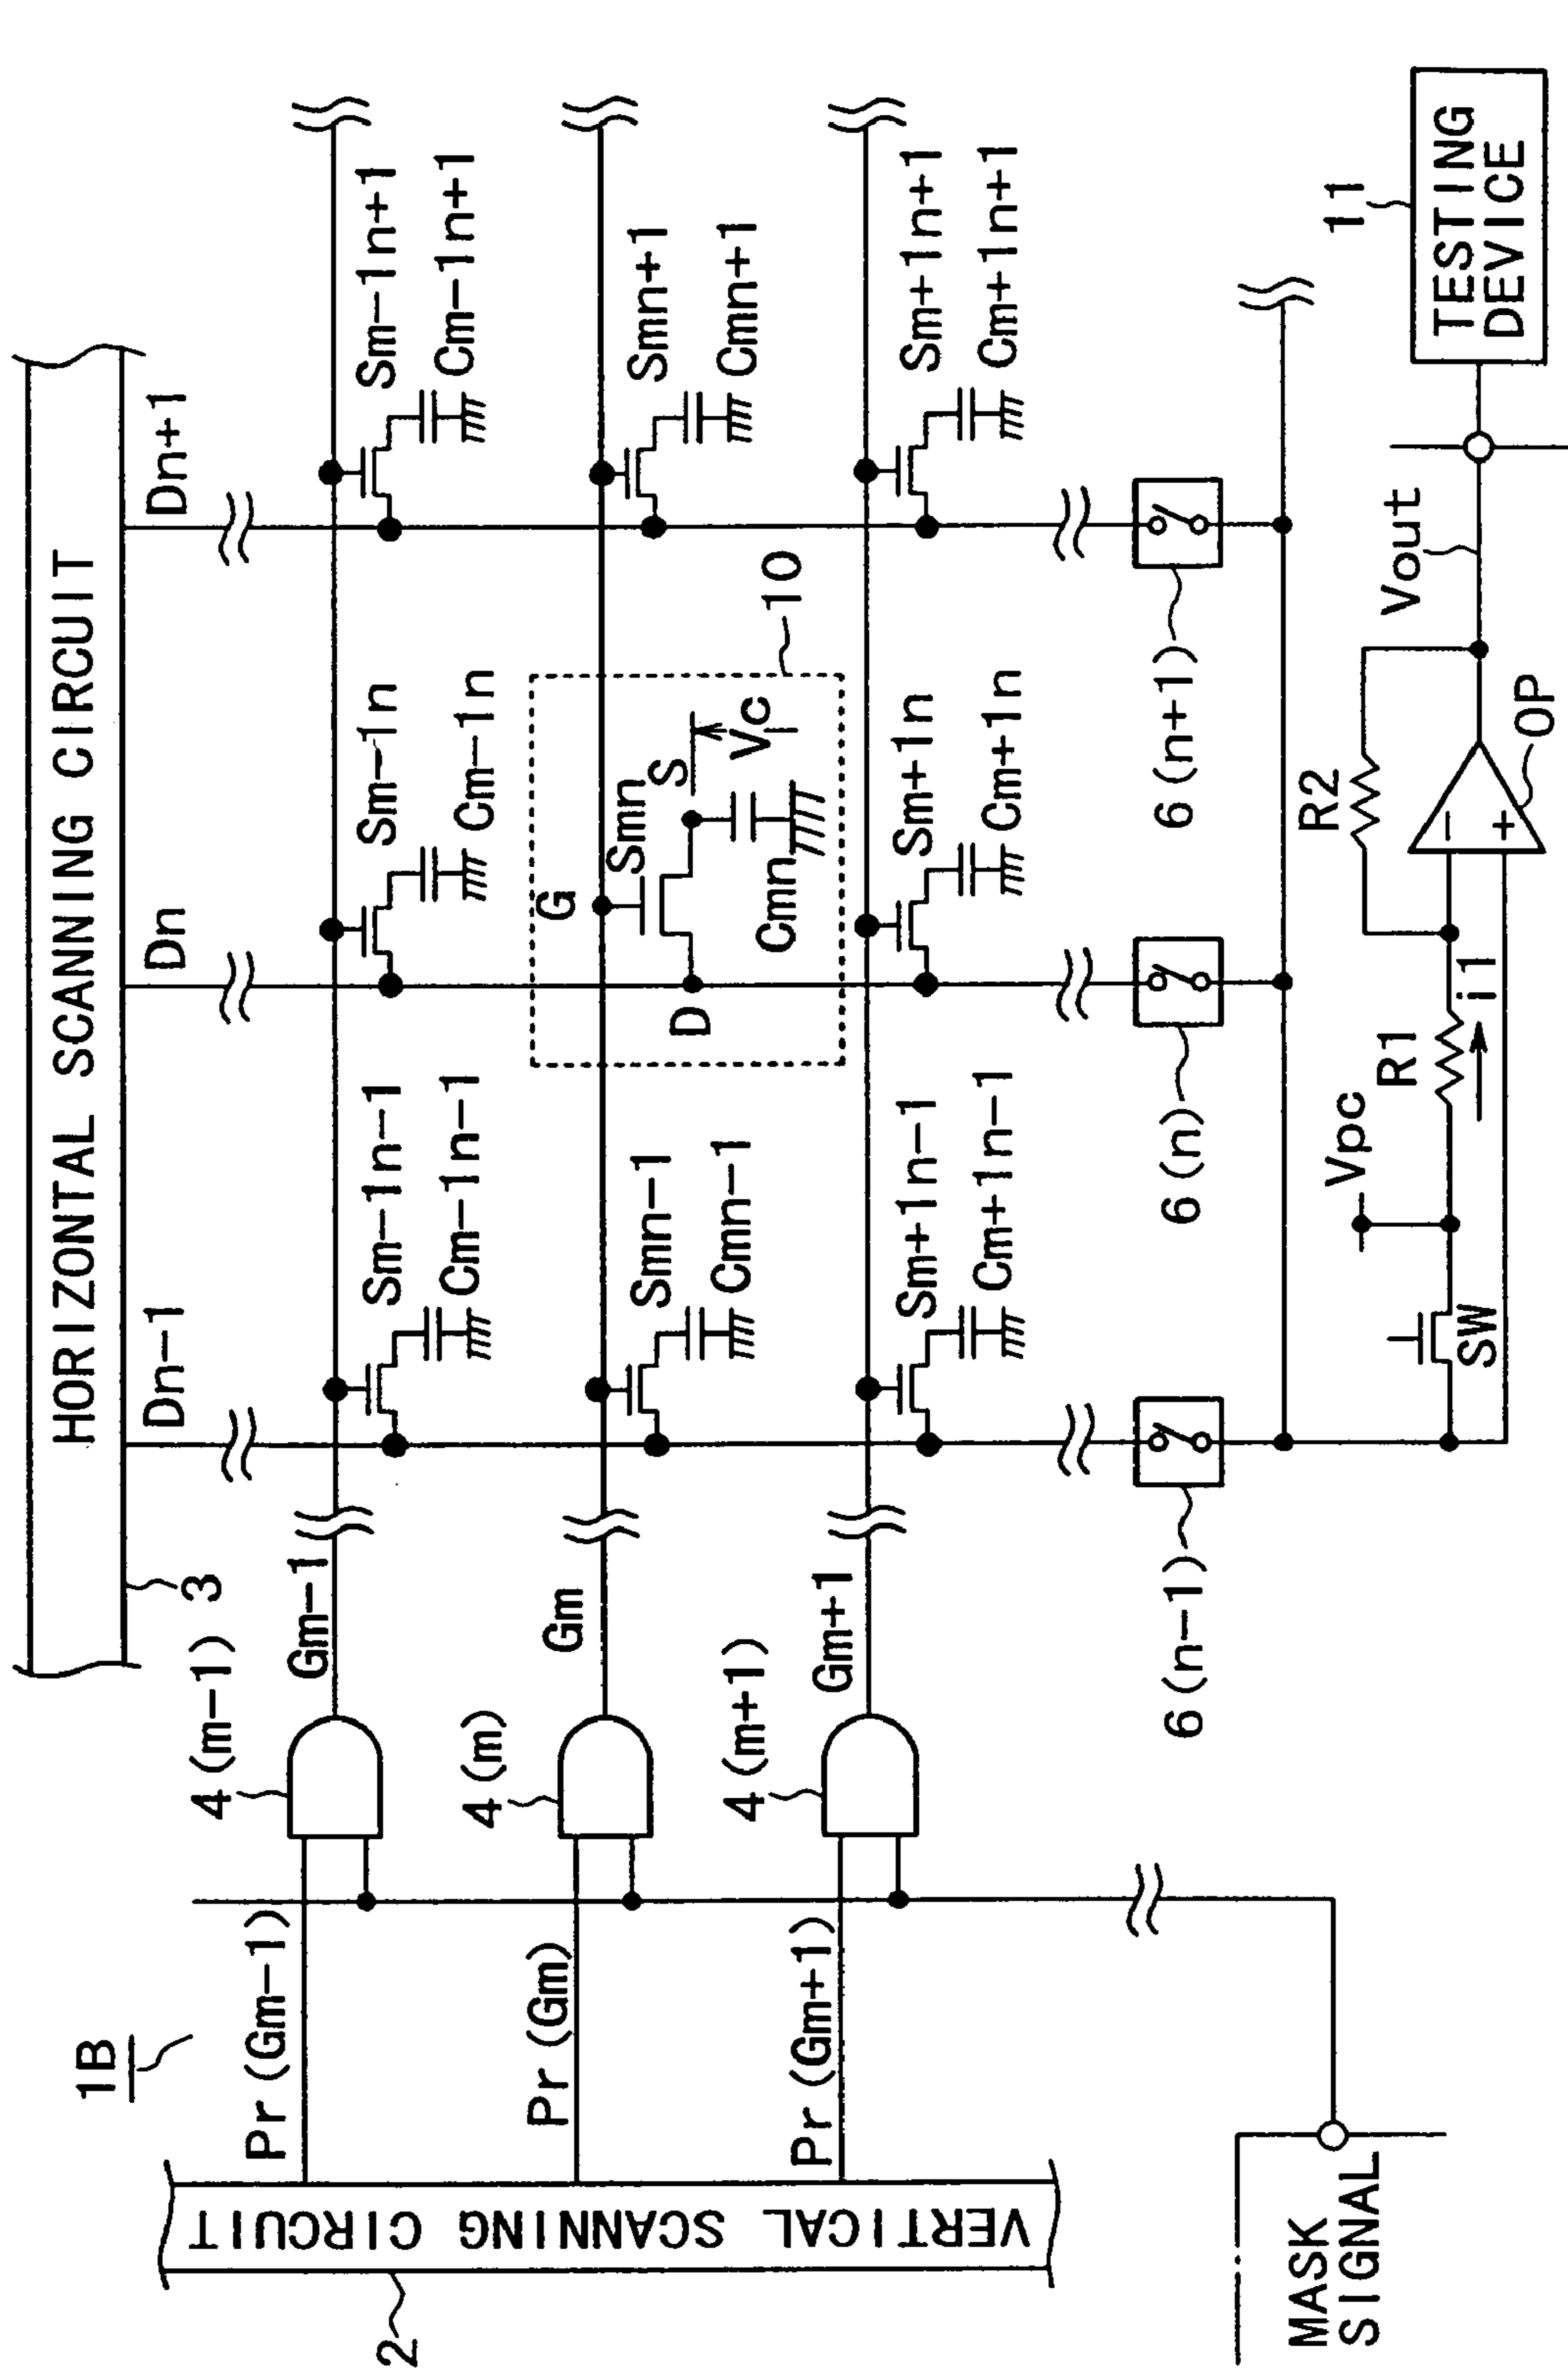 1B
HORIZONTAL SCANNING CIRCUIT
3
Dn-1
Dn
Dn+1
4(m-1)
Pr(Gm-1)
Gm-1
Sm-1n-1
Cm-1n-1
Sm-1n
Cm-1n
Sm-1n+1
Cm-1n+1
VERTICAL SCANNING CIRCUIT
2
4(m)
Pr(Gm)
Gm
Smn-1
Cmn-1
G
Smn
S
D
Cmn
Vc
10
Smn+1
Cmn+1
4(m+1)
Pr(Gm+1)
Gm+1
Sm+1n-1
Cm+1n-1
Sm+1n
Cm+1n
Sm+1n+1
Cm+1n+1
6(n-1)
6(n)
6(n+1)
MASK
SIGNAL
SW
Vpc
R1
i1
R2
-
+
OP
Vout
11
TESTING
DEVICE